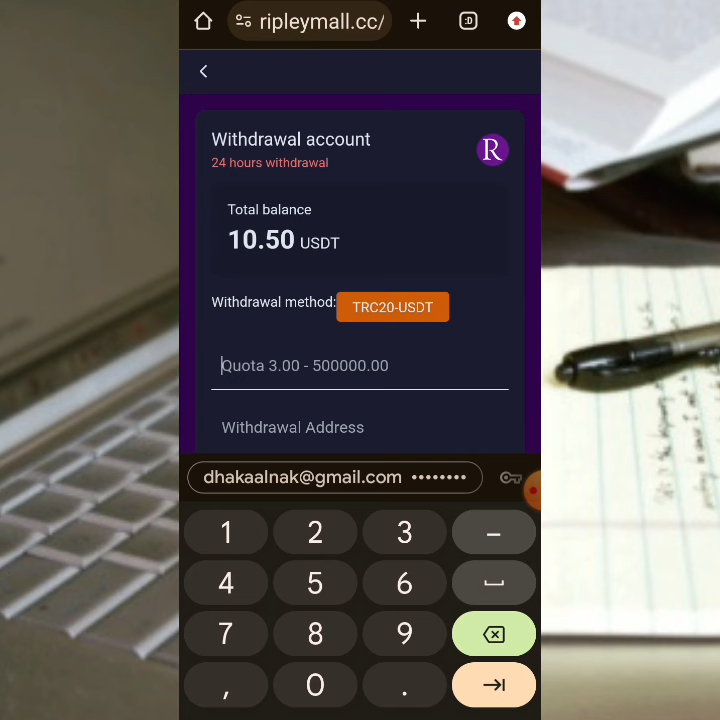 :D
ripleymall.cc/
Withdrawal account
24 hours withdrawal
R
Total balance
10.50 USDT
Withdrawal method:
TRC20-USDT
Quota 3.00 - 500000.00
Withdrawal Address
dhakaalnak@gmail.com ••••••••
1 2 3 –
4 5 6
7 8 9
, 0 .